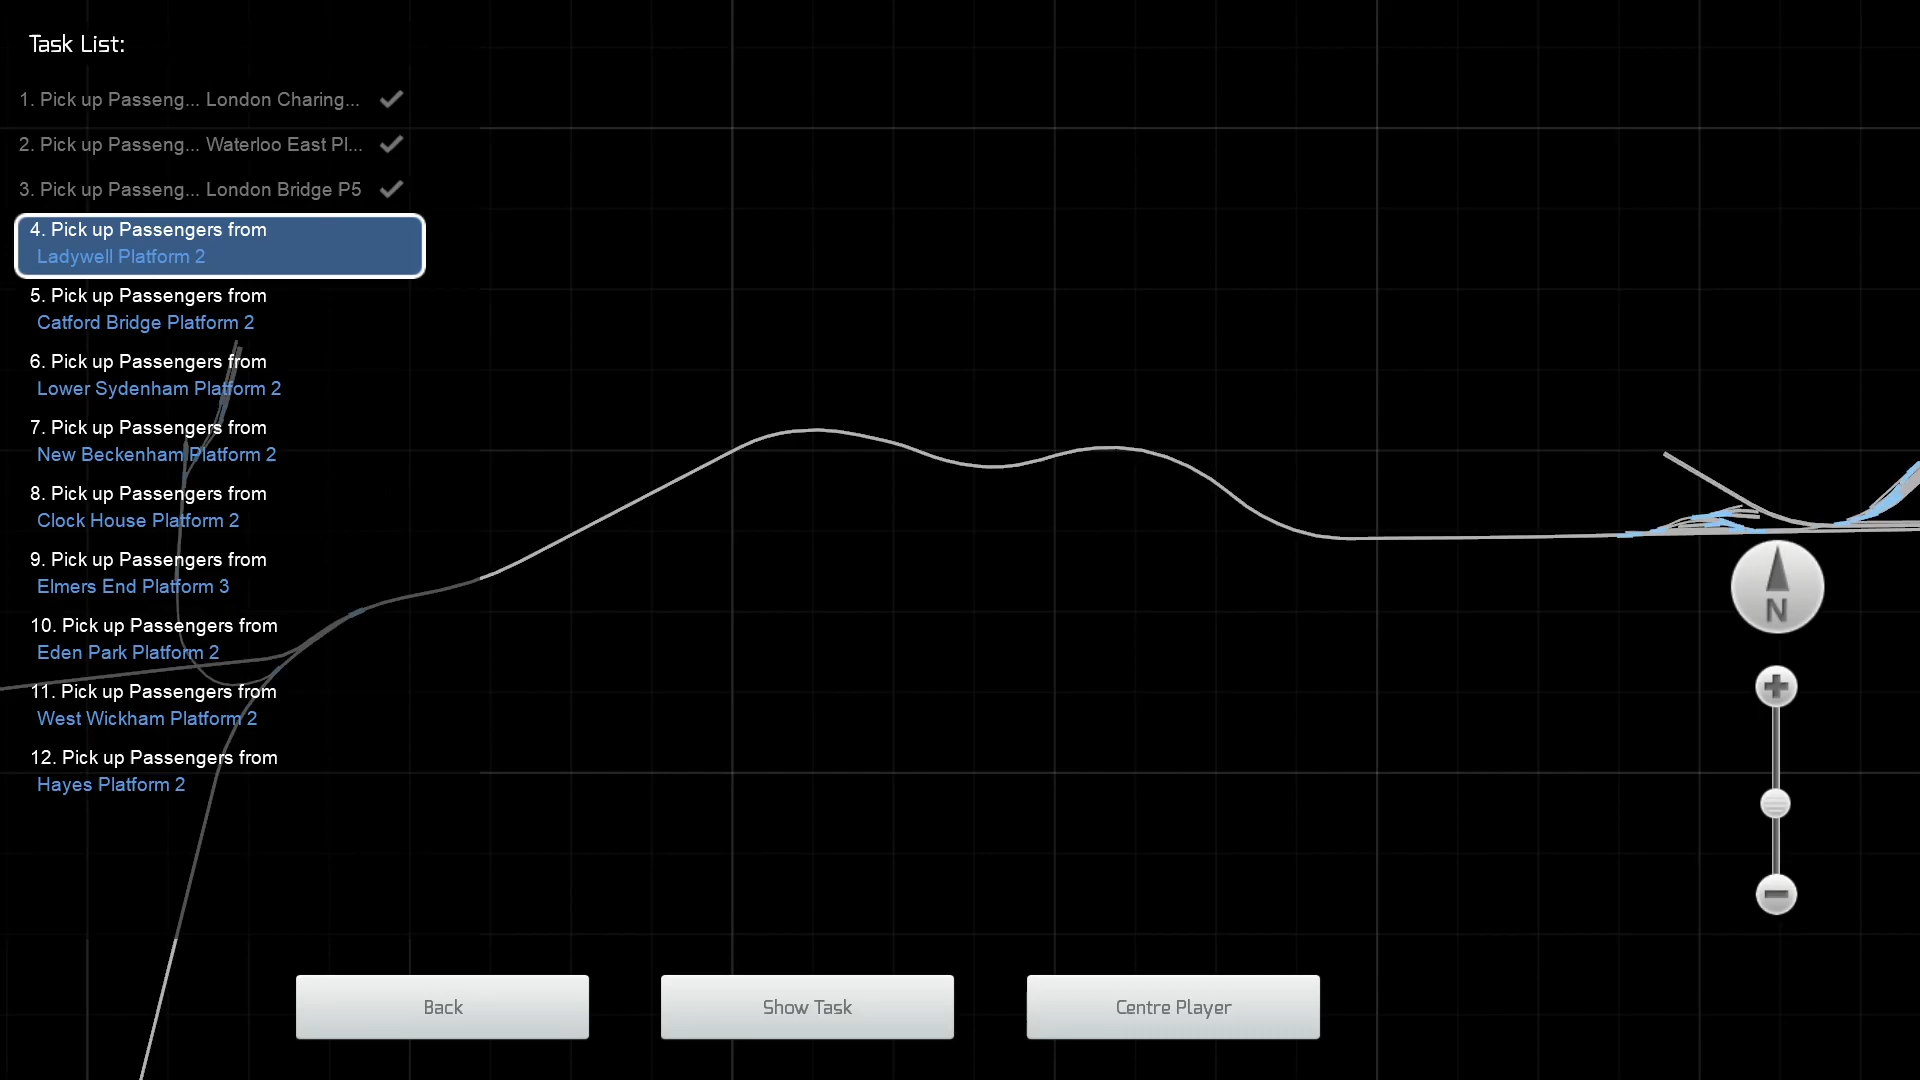 Task List:
1. Pick up Passeng... London Charing...
2. Pick up Passeng... Waterloo East Pl...
3. Pick up Passeng... London Bridge P5
4. Pick up Passengers from
Ladywell Platform 2
5. Pick up Passengers from
Catford Bridge Platform 2
6. Pick up Passengers from
Lower Sydenham Platform 2
7. Pick up Passengers from
New Beckenham Platform 2
8. Pick up Passengers from
Clock House Platform 2
9. Pick up Passengers from
Elmers End Platform 3
10. Pick up Passengers from
Eden Park Platform 2
11. Pick up Passengers from
West Wickham Platform 2
12. Pick up Passengers from
Hayes Platform 2
N
Back
Show Task
Centre Player